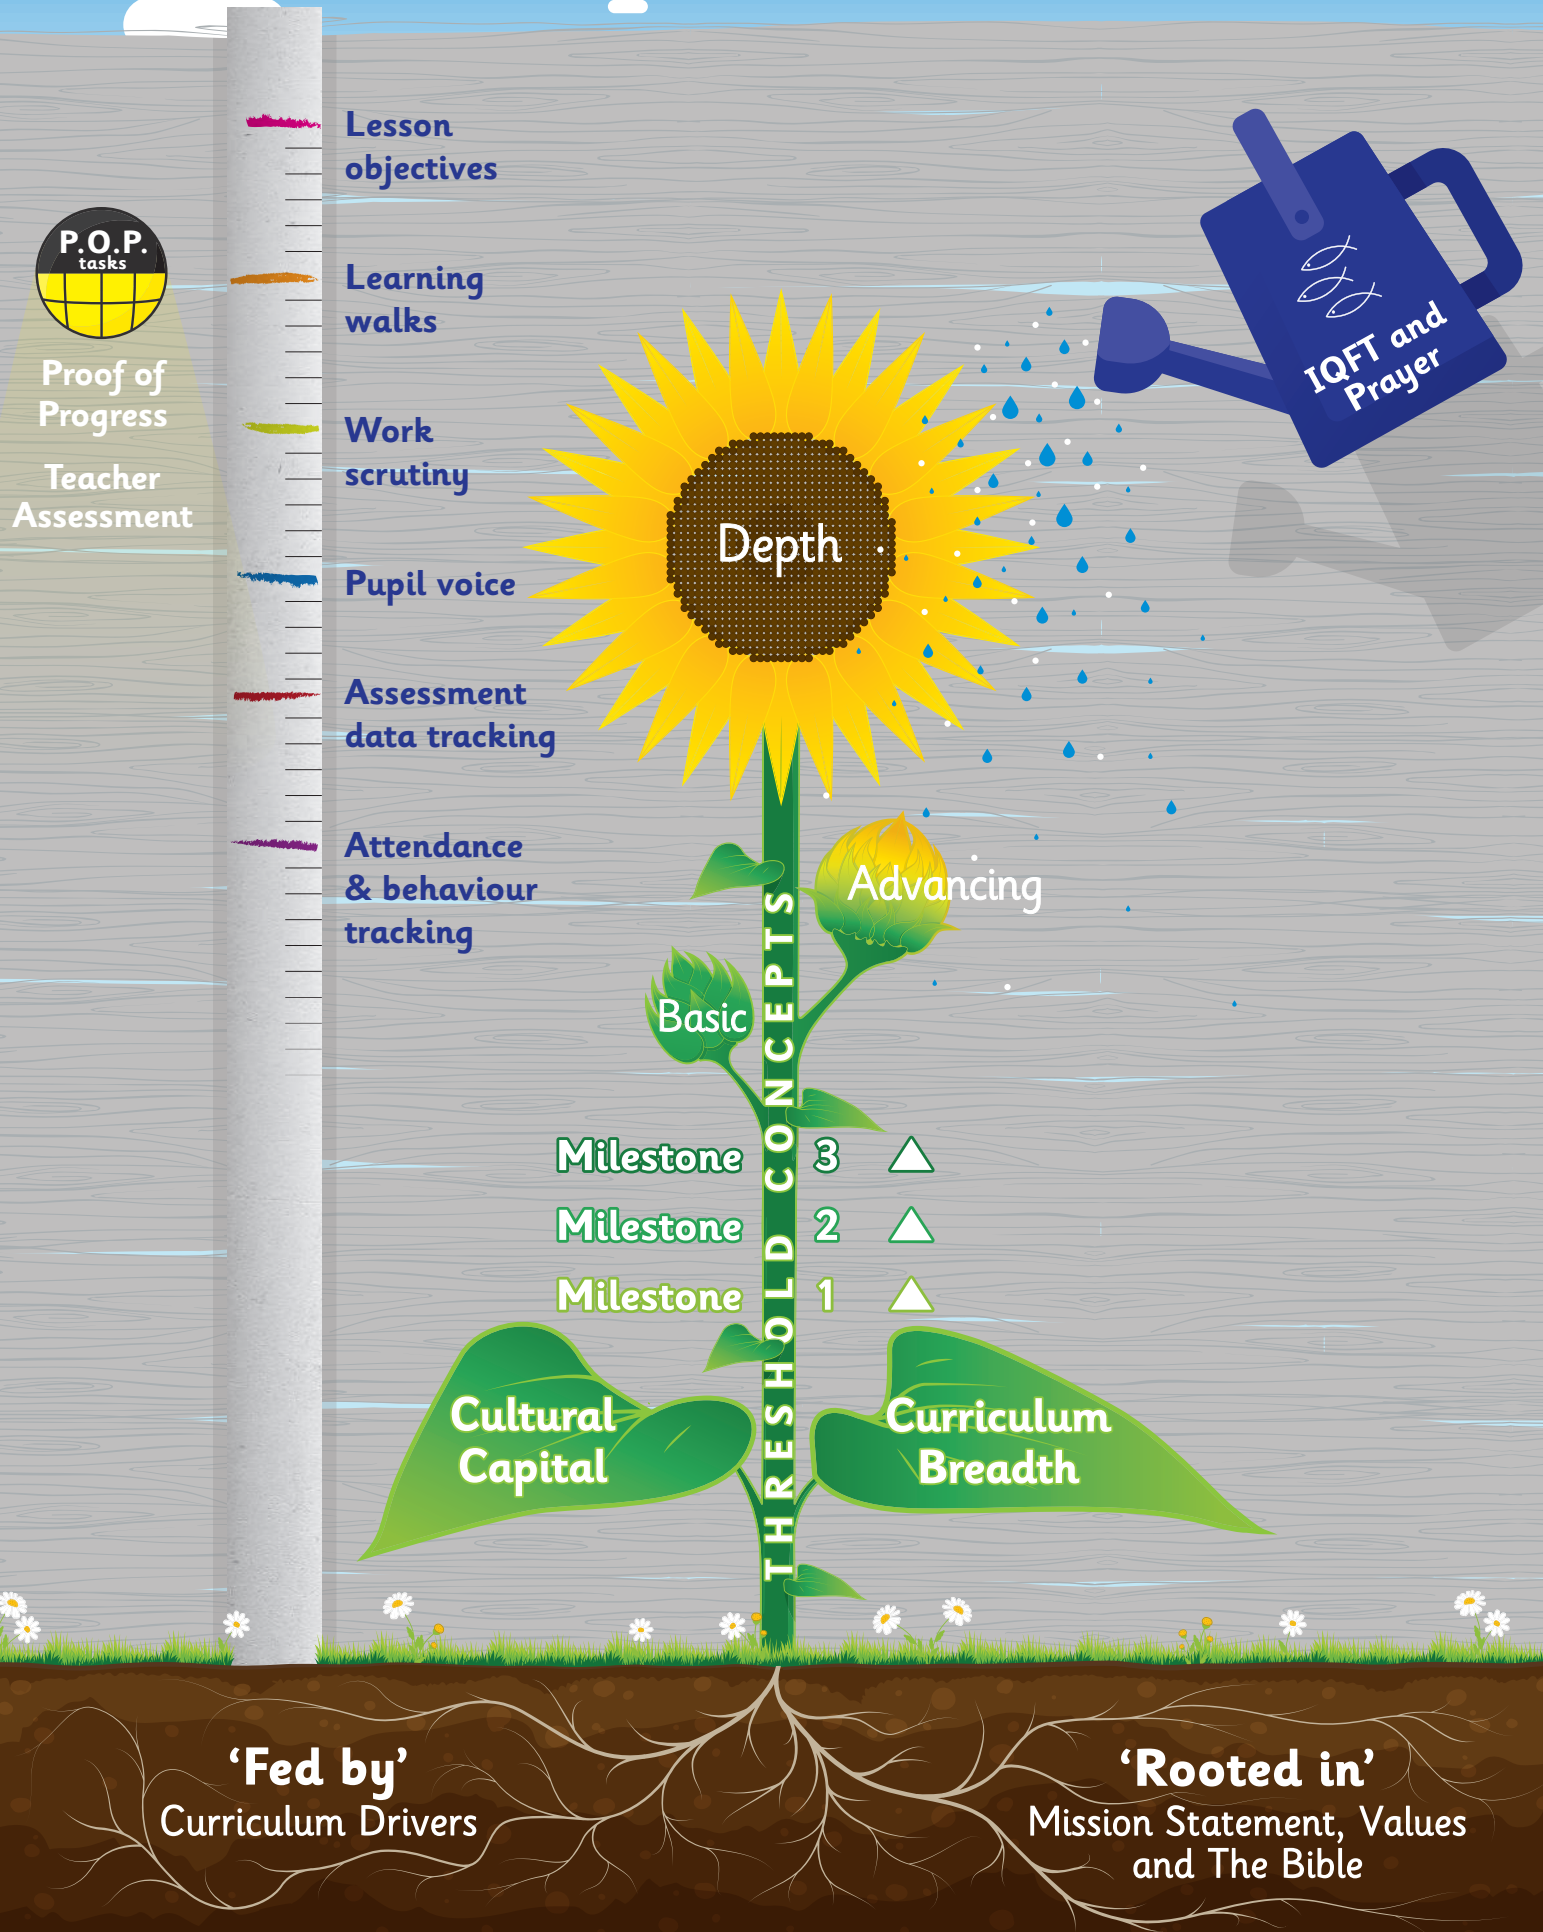 Lesson
objectives
P.O.P.
tasks
Learning
walks
Proof of
Progress
Work
scrutiny
Teacher
Assessment
Pupil voice
Assessment
data tracking
Attendance
& behaviour
tracking
IQFT and
Prayer
Depth
Advancing
Basic
THRESHOLD CONCEPTS
Milestone 3
Milestone 2
Milestone 1
Cultural
Capital
Curriculum
Breadth
‘Fed by’
Curriculum Drivers
‘Rooted in’
Mission Statement, Values
and The Bible